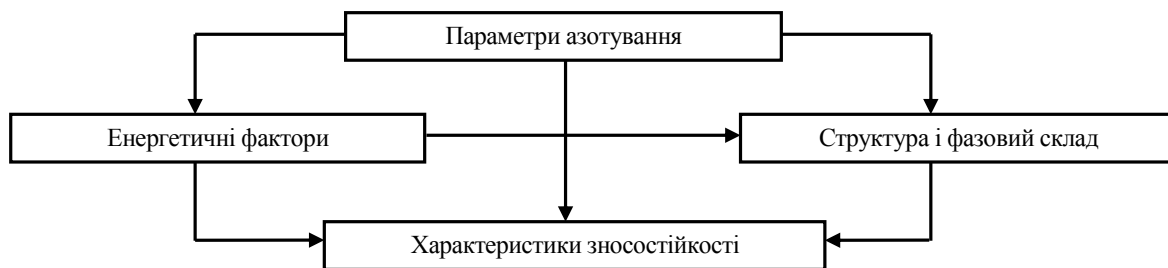 Параметри азотування
Енергетичні фактори
Структура і фазовий склад
Характеристики зносостійкості